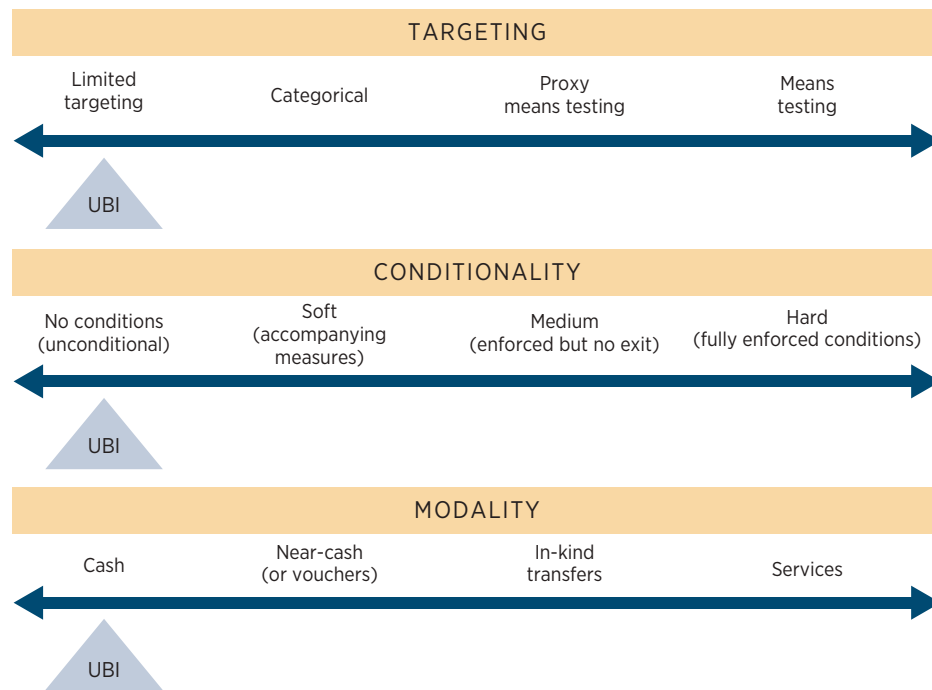 TARGETING
Limited
targeting
Categorical
Proxy
means testing
Means
testing
UBI
CONDITIONALITY
No conditions
(unconditional)
Soft
(accompanying
measures)
Medium
(enforced but no exit)
Hard
(fully enforced conditions)
UBI
MODALITY
Cash
Near-cash
(or vouchers)
In-kind
transfers
Services
UBI